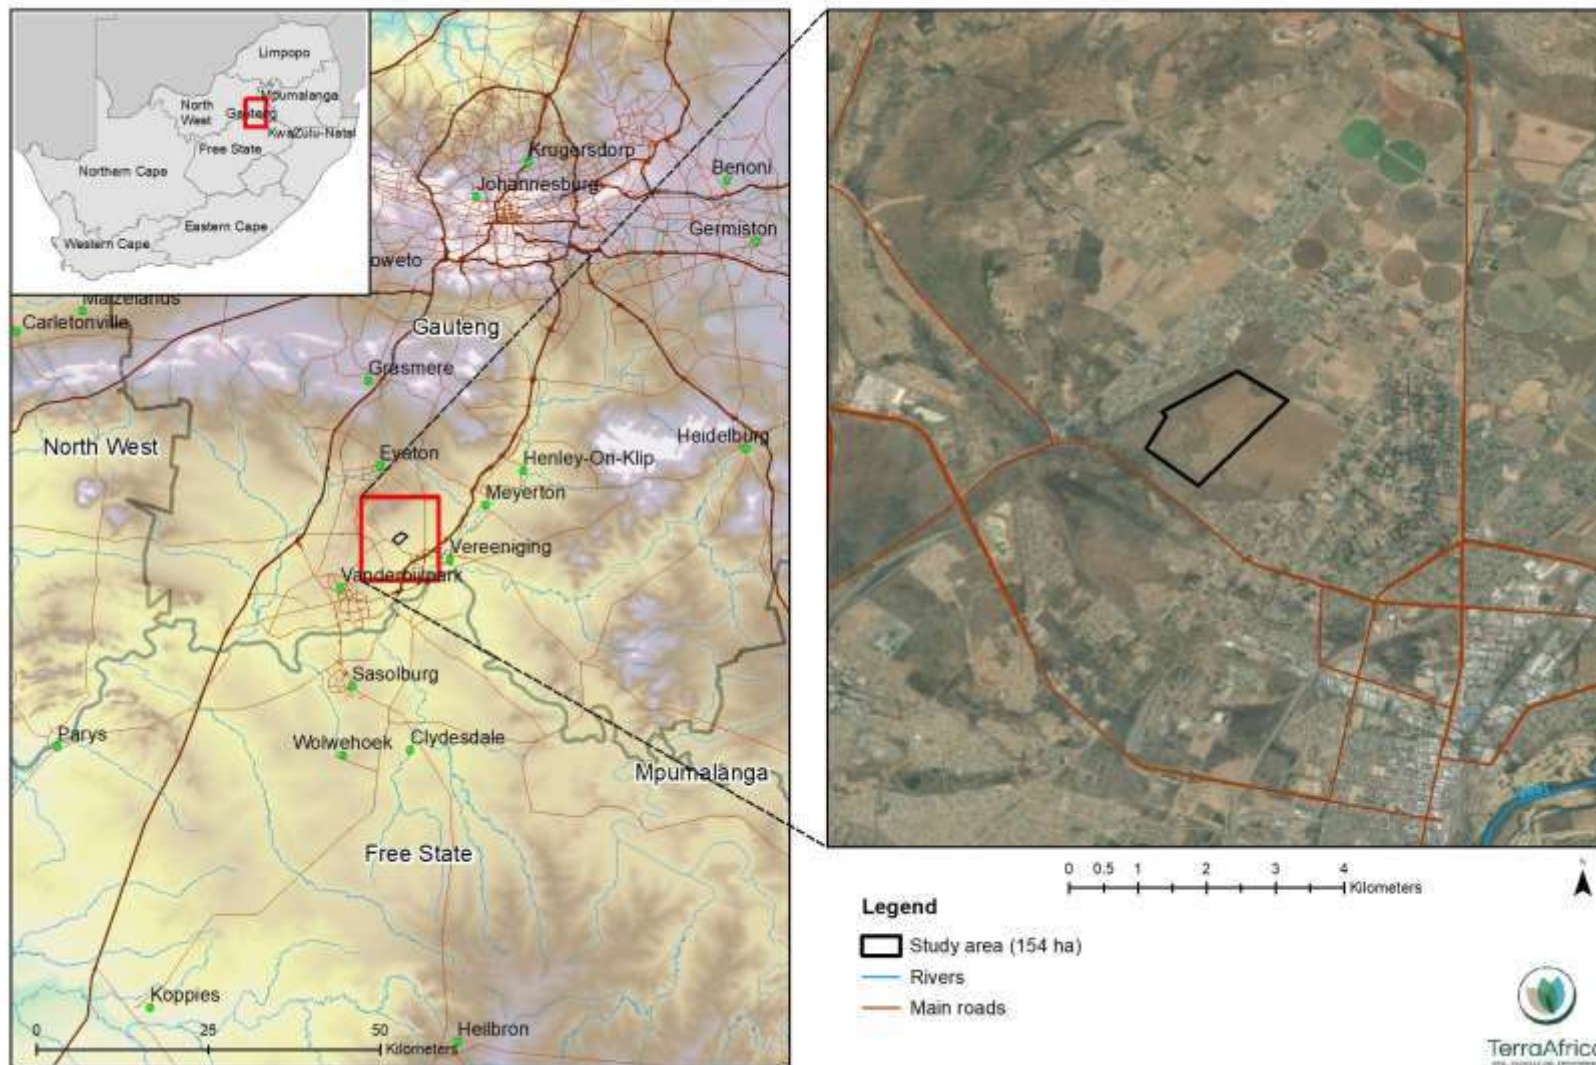 Limpopo
North
West
Mpumalanga
Gauteng
KwaZulu-Natal
Free State
Northern Cape
Eastern Cape
Western Cape
Krugersdorp
Benoni
Johannesburg
Germiston
oweto
Maizelands
Carletonville
Gauteng
Grasmere
North West
Heidelburg
Evaton
Henley-On-Klip
Meyerton
Vereeniging
Vanderbijlpark
Sasolburg
Parys
Wolwehoek
Clydesdale
Mpumalanga
Free State
Koppies
Heilbron
0 25 50
Kilometers
0 0.5 1 2 3 4
Kilometers
N
Legend
Study area (154 ha)
Rivers
Main roads
TerraAfrica